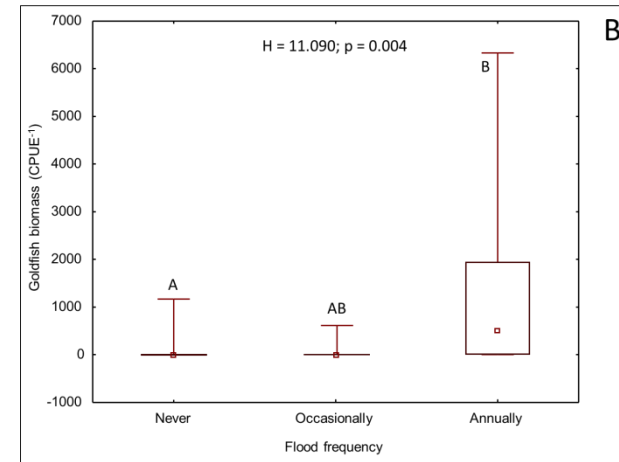 B
H = 11.090; p = 0.004
7000
6000
5000
4000
3000
2000
1000
0
-1000
Goldfish biomass (CPUE⁻¹)
A
AB
B
Never Occasionally Annually
Flood frequency